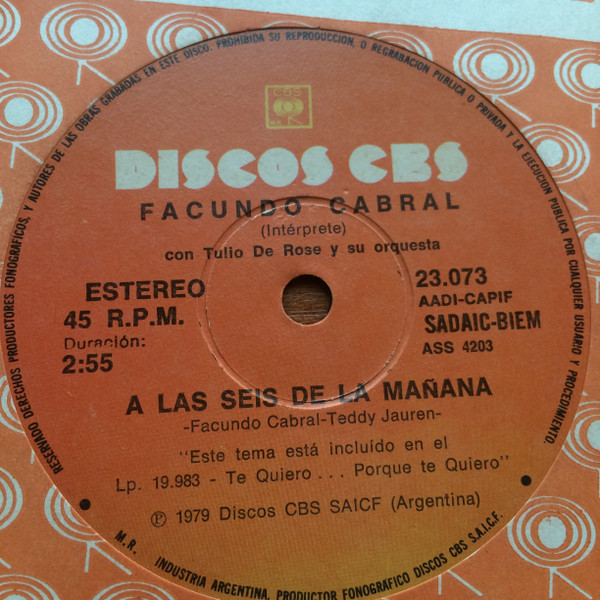 RESERVADO DERECHOS PRODUCTORES FONOGRAFICOS, Y AUTORES DE LAS OBRAS GRABADAS EN ESTE DISCO. PROHIBIDA SU REPRODUCCION, O REGRABACION PUBLICA O PRIVADA Y LA EJECUCION PUBLICA POR CUALQUIER USUARIO Y PROCEDIMIENTO.
CBS
M.R.
DISCOS CBS
FACUNDO CABRAL
(Intérprete)
con Tulio De Rose y su orquesta
ESTEREO
45 R.P.M.
Duración:
2:55
23.073
AADI-CAPIF
SADAIC-BIEM
ASS 4203
A LAS SEIS DE LA MAÑANA
-Facundo Cabral-Teddy Jauren-
"Este tema está incluído en el
Lp. 19.983 - Te Quiero . . . Porque te Quiero"
Ⓟ 1979 Discos CBS SAICF (Argentina)
M.R. INDUSTRIA ARGENTINA. PRODUCTOR FONOGRAFICO DISCOS CBS S.A.I.C.F.